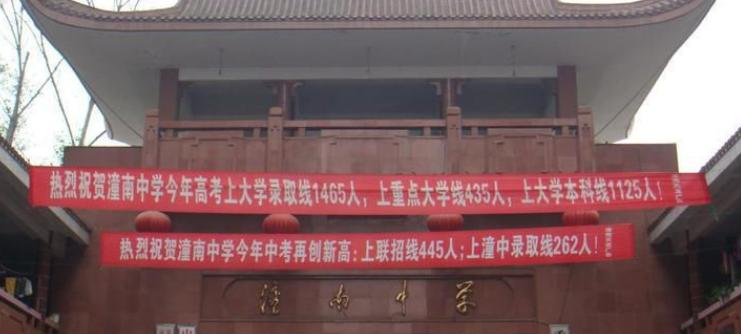 热烈祝贺潼南中学今年高考上大学录取线1465人，上重点大学线435人，上大学本科线1125人！
热烈祝贺潼南中学今年中考再创新高：上联招线445人；上潼中录取线262人！
潼南中学